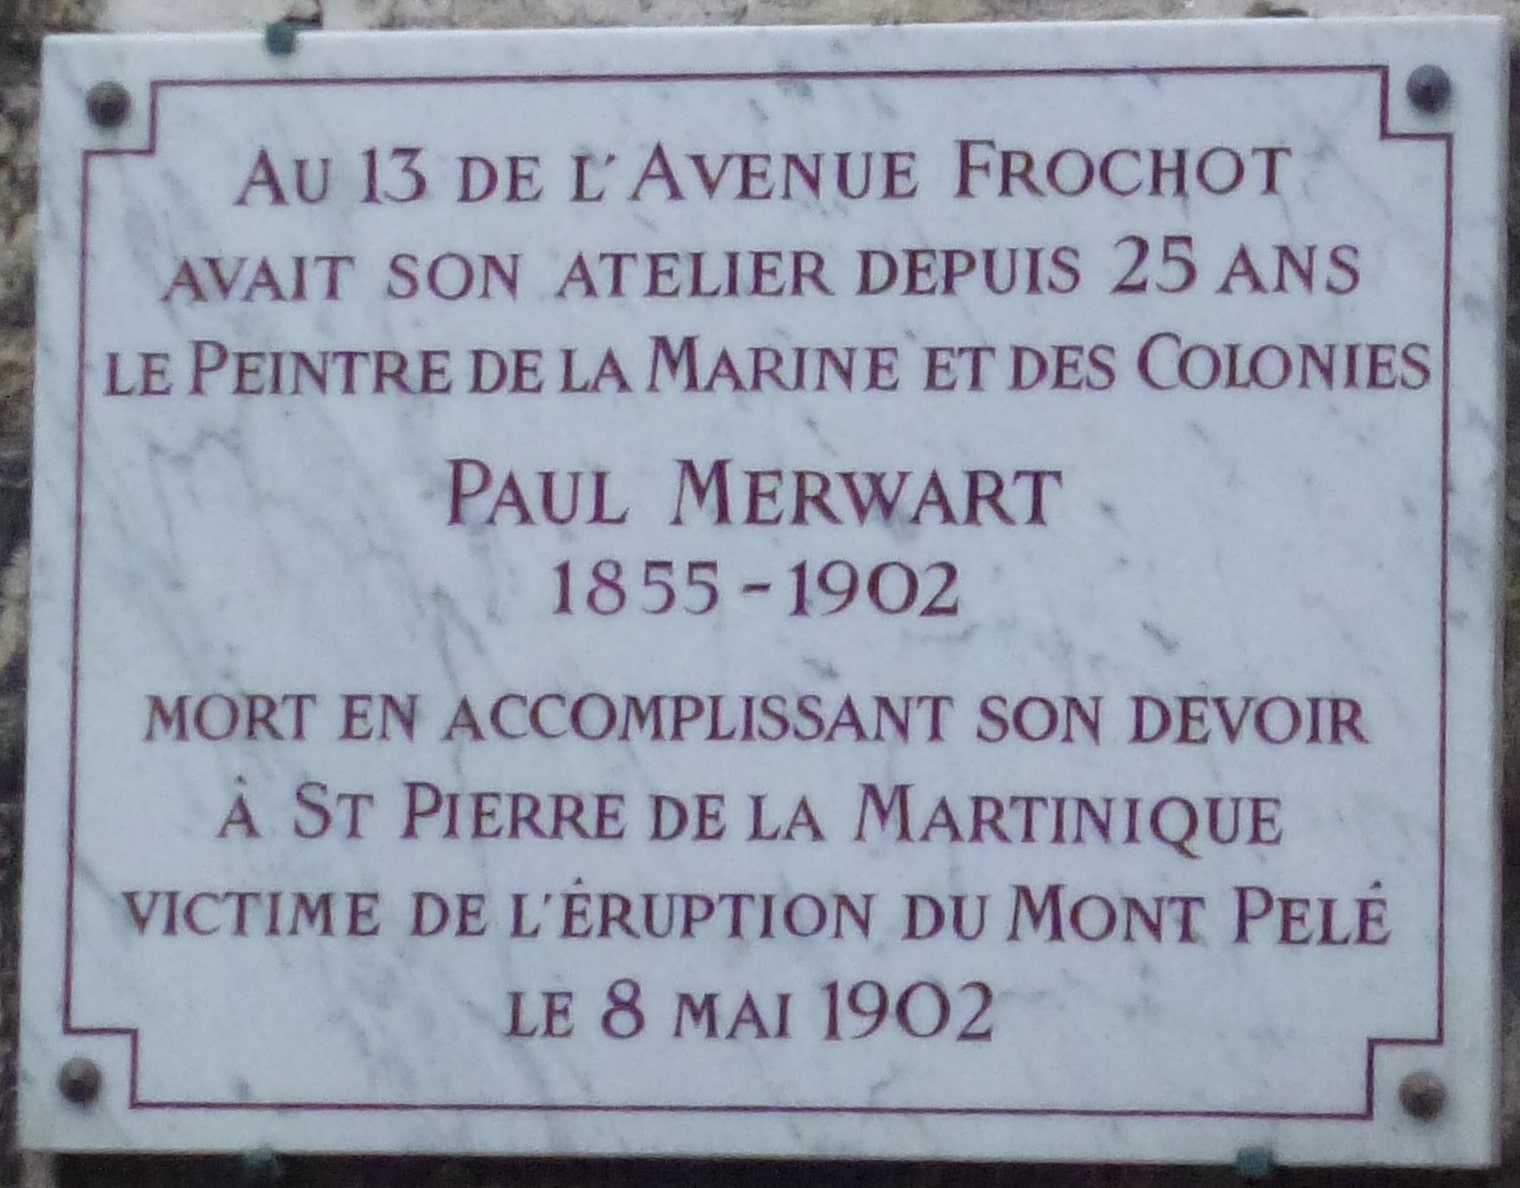 AU 13 DE L'AVENUE FROCHOT
AVAIT SON ATELIER DEPUIS 25 ANS
LE PEINTRE DE LA MARINE ET DES COLONIES
PAUL MERWART
1855-1902
MORT EN ACCOMPLISSANT SON DEVOIR
À ST PIERRE DE LA MARTINIQUE
VICTIME DE L'ÉRUPTION DU MONT PELÉ
LE 8 MAI 1902